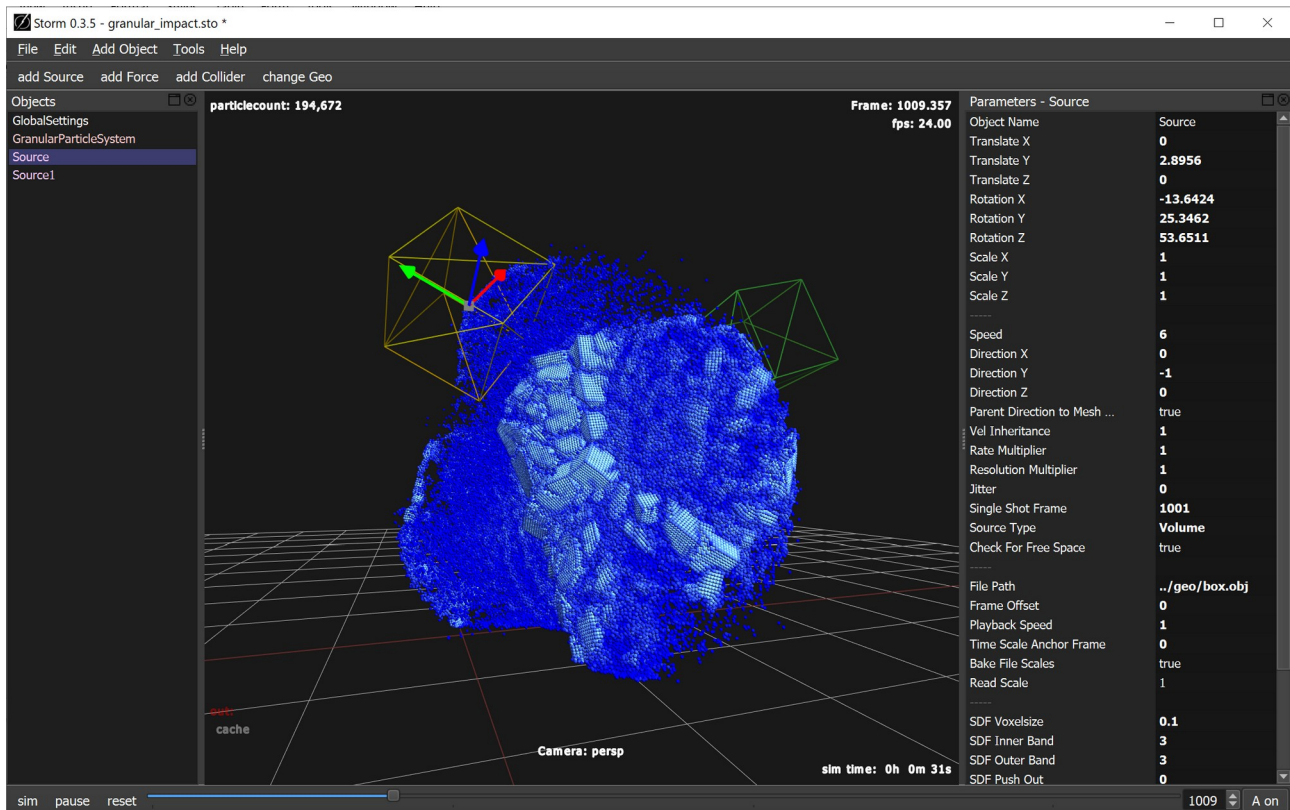 Storm 0.3.5 - granular_impact.sto *
File Edit Add Object Tools Help
add Source add Force add Collider change Geo
Objects
GlobalSettings
GranularParticleSystem
Source
Source1
particlecount: 194,672
Frame: 1009.357
fps: 24.00
cache
Camera: persp
sim time: 0h 0m 31s
Parameters - Source
Object Name Source
Translate X 0
Translate Y 2.8956
Translate Z 0
Rotation X -13.6424
Rotation Y 25.3462
Rotation Z 53.6511
Scale X 1
Scale Y 1
Scale Z 1
-----
Speed 6
Direction X 0
Direction Y -1
Direction Z 0
Parent Direction to Mesh ... true
Vel Inheritance 1
Rate Multiplier 1
Resolution Multiplier 1
Jitter 0
Single Shot Frame 1001
Source Type Volume
Check For Free Space true
-----
File Path ../geo/box.obj
Frame Offset 0
Playback Speed 1
Time Scale Anchor Frame 0
Bake File Scales true
Read Scale 1
-----
SDF Voxelsize 0.1
SDF Inner Band 3
SDF Outer Band 3
SDF Push Out 0
sim pause reset 1009 A on